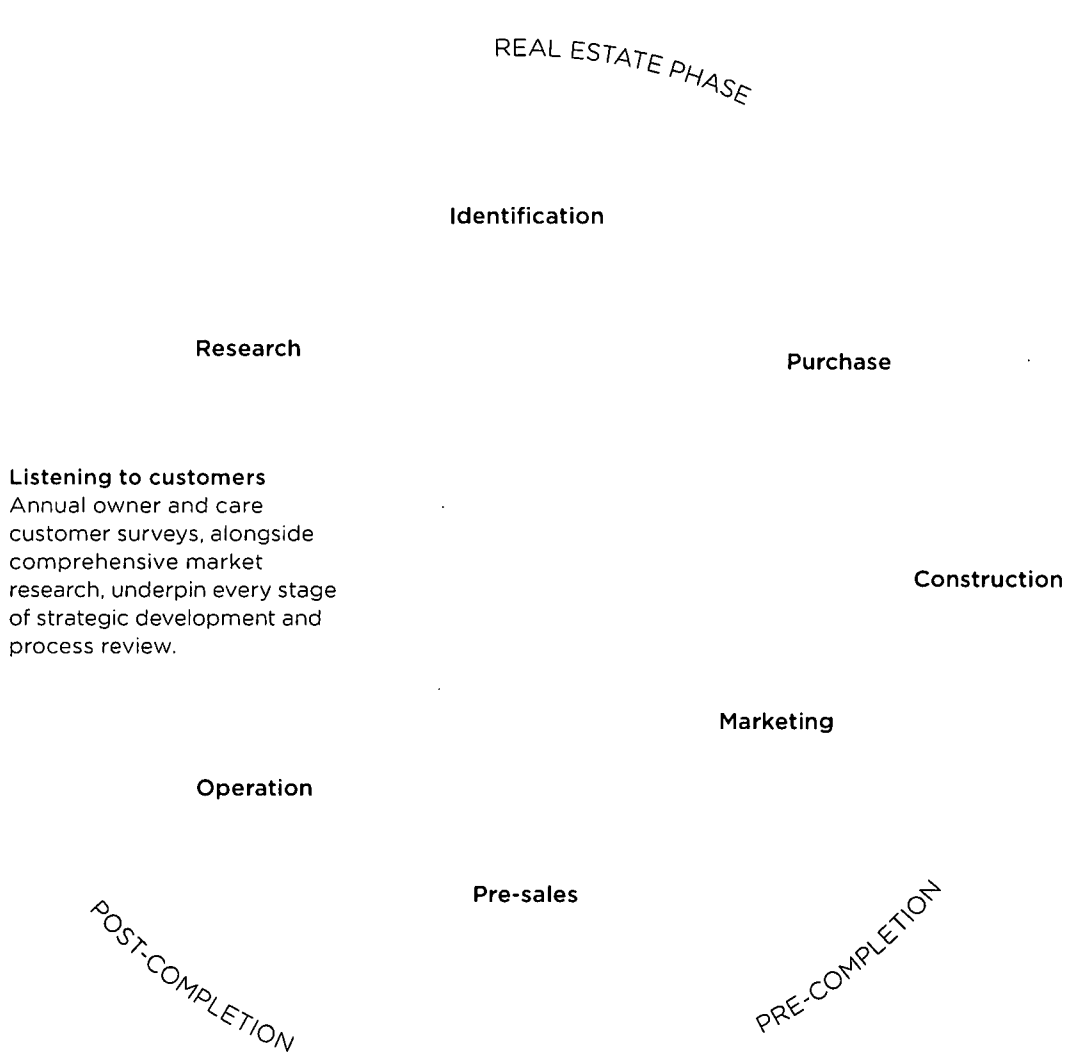 REAL ESTATE PHASE
Identification
Research
Purchase
Listening to customers
Annual owner and care
customer surveys, alongside
comprehensive market
research, underpin every stage
of strategic development and
process review.
Construction
Marketing
Operation
Pre-sales
POST-COMPLETION
PRE-COMPLETION